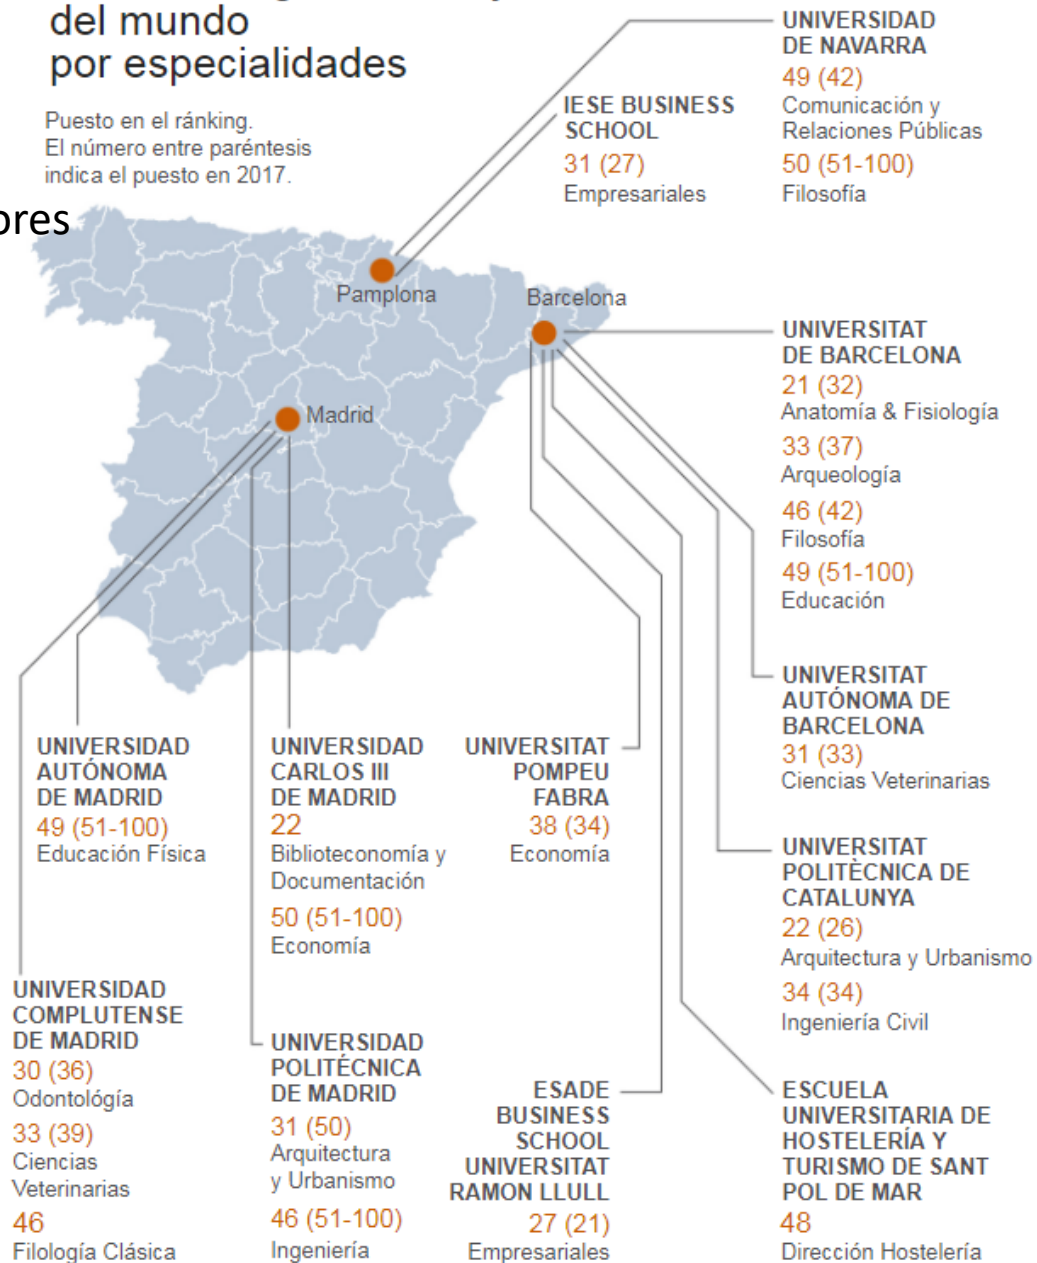 del mundo
por especialidades
Puesto en el ránking.
El número entre paréntesis
indica el puesto en 2017.
UNIVERSIDAD
DE NAVARRA
49 (42)
Comunicación y
Relaciones Públicas
50 (51-100)
Filosofía
IESE BUSINESS
SCHOOL
31 (27)
Empresariales
Pamplona
Barcelona
Madrid
UNIVERSITAT
DE BARCELONA
21 (32)
Anatomía & Fisiología
33 (37)
Arqueología
46 (42)
Filosofía
49 (51-100)
Educación
UNIVERSITAT
AUTÓNOMA DE
BARCELONA
31 (33)
Ciencias Veterinarias
UNIVERSITAT
POLITÈCNICA DE
CATALUNYA
22 (26)
Arquitectura y Urbanismo
34 (34)
Ingeniería Civil
ESCUELA
UNIVERSITARIA DE
HOSTELERÍA Y
TURISMO DE SANT
POL DE MAR
48
Dirección Hostelería
UNIVERSIDAD
AUTÓNOMA
DE MADRID
49 (51-100)
Educación Física
UNIVERSIDAD
CARLOS III
DE MADRID
22
Biblioteconomía y
Documentación
50 (51-100)
Economía
UNIVERSITAT
POMPEU
FABRA
38 (34)
Economía
UNIVERSIDAD
COMPLUTENSE
DE MADRID
30 (36)
Odontológía
33 (39)
Ciencias
Veterinarias
46
Filología Clásica
UNIVERSIDAD
POLITÉCNICA
DE MADRID
31 (50)
Arquitectura
y Urbanismo
46 (51-100)
Ingeniería
ESADE
BUSINESS
SCHOOL
UNIVERSITAT
RAMON LLULL
27 (21)
Empresariales